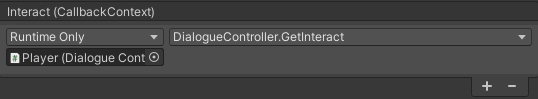 Interact (CallbackContext)
Runtime Only DialogueController.GetInteract
Player (Dialogue Cont
+ −